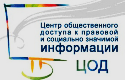 Центр общественного
доступа к правовой
и социально значимой
информации
ЦОД